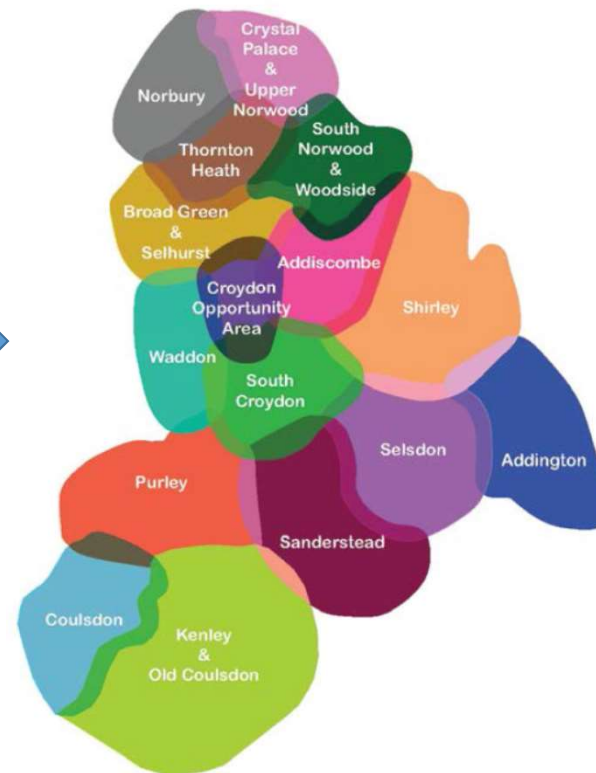 Crystal
Palace
&
Upper
Norwood
Norbury
South
Norwood
&
Woodside
Thornton
Heath
Broad Green
&
Selhurst
Addiscombe
Croydon
Opportunity
Area
Shirley
Waddon
South
Croydon
Selsdon
Addington
Purley
Sanderstead
Coulsdon
Kenley
&
Old Coulsdon